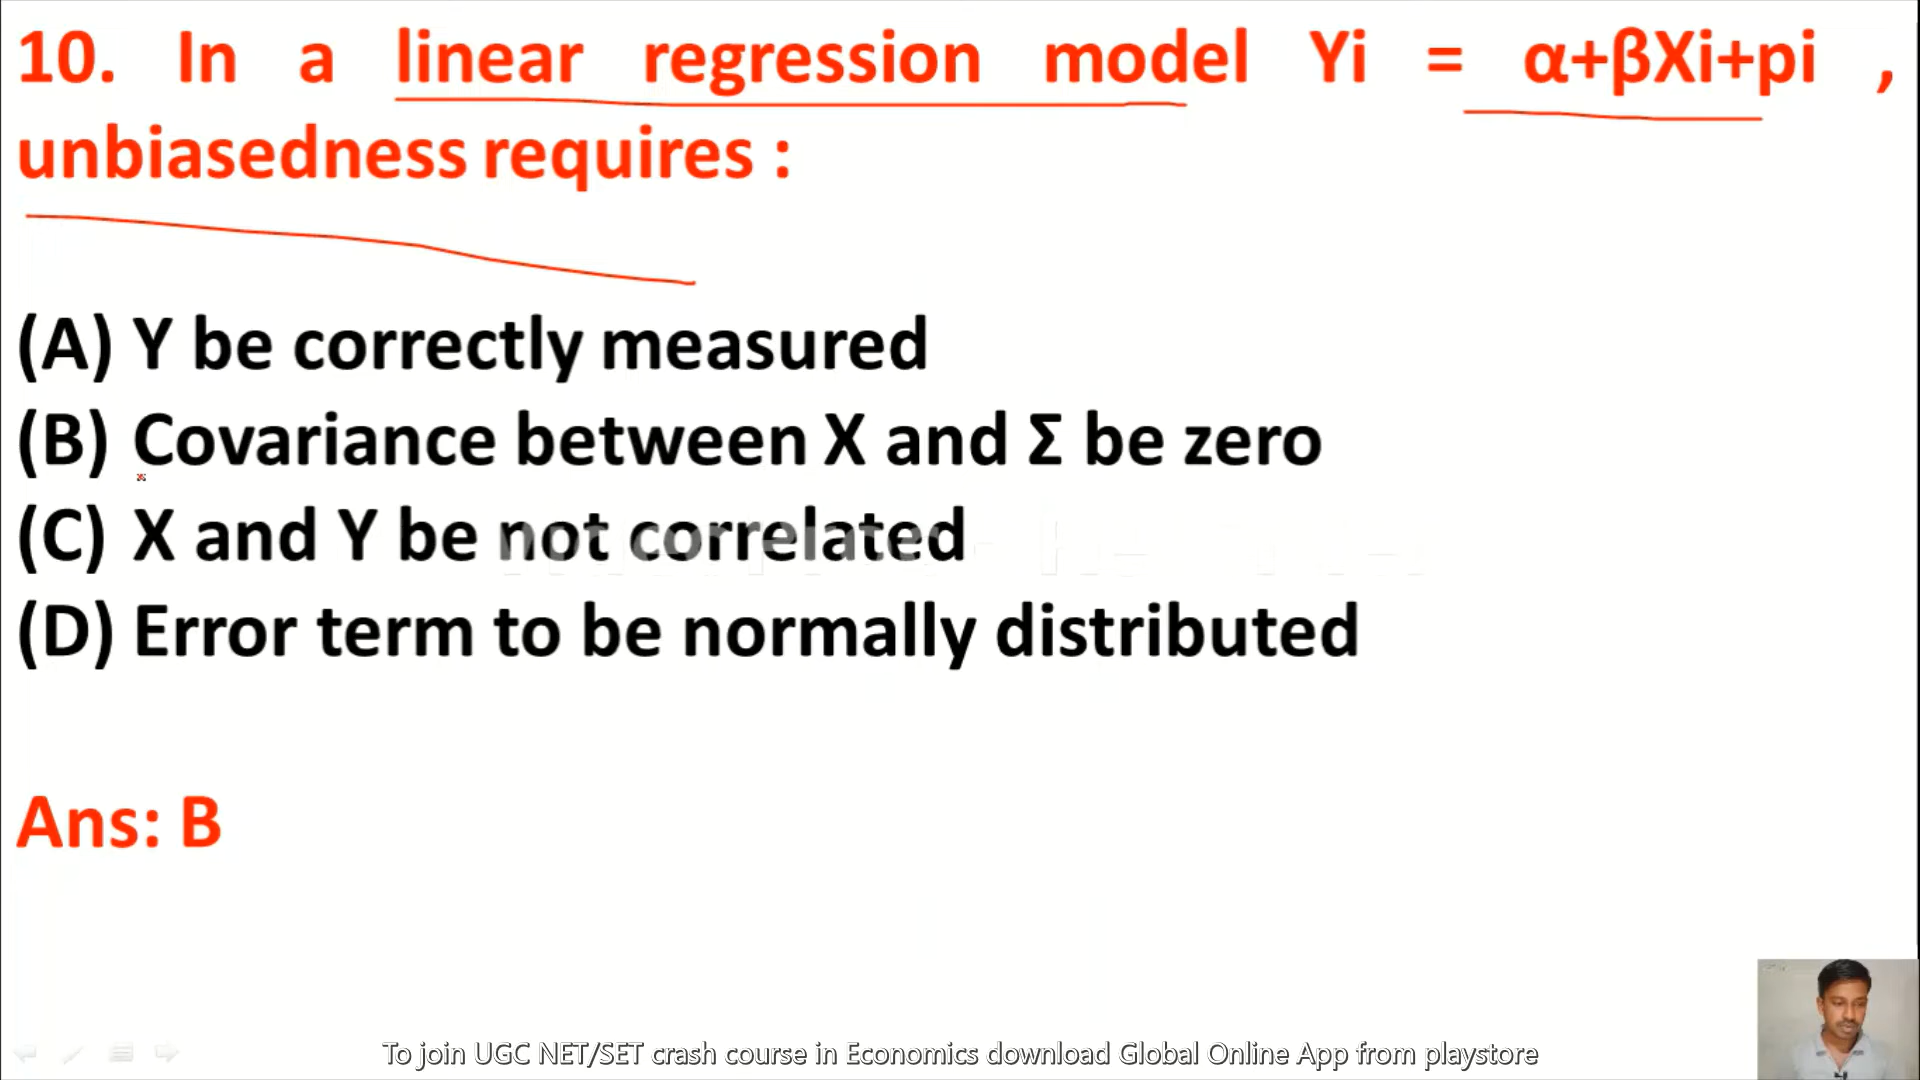 10. In a linear regression model Yi = α+βXi+pi ,
unbiasedness requires :
(A) Y be correctly measured
(B) Covariance between X and Σ be zero
(C) X and Y be not correlated
(D) Error term to be normally distributed
Ans: B
To join UGC NET/SET crash course in Economics download Global Online App from playstore